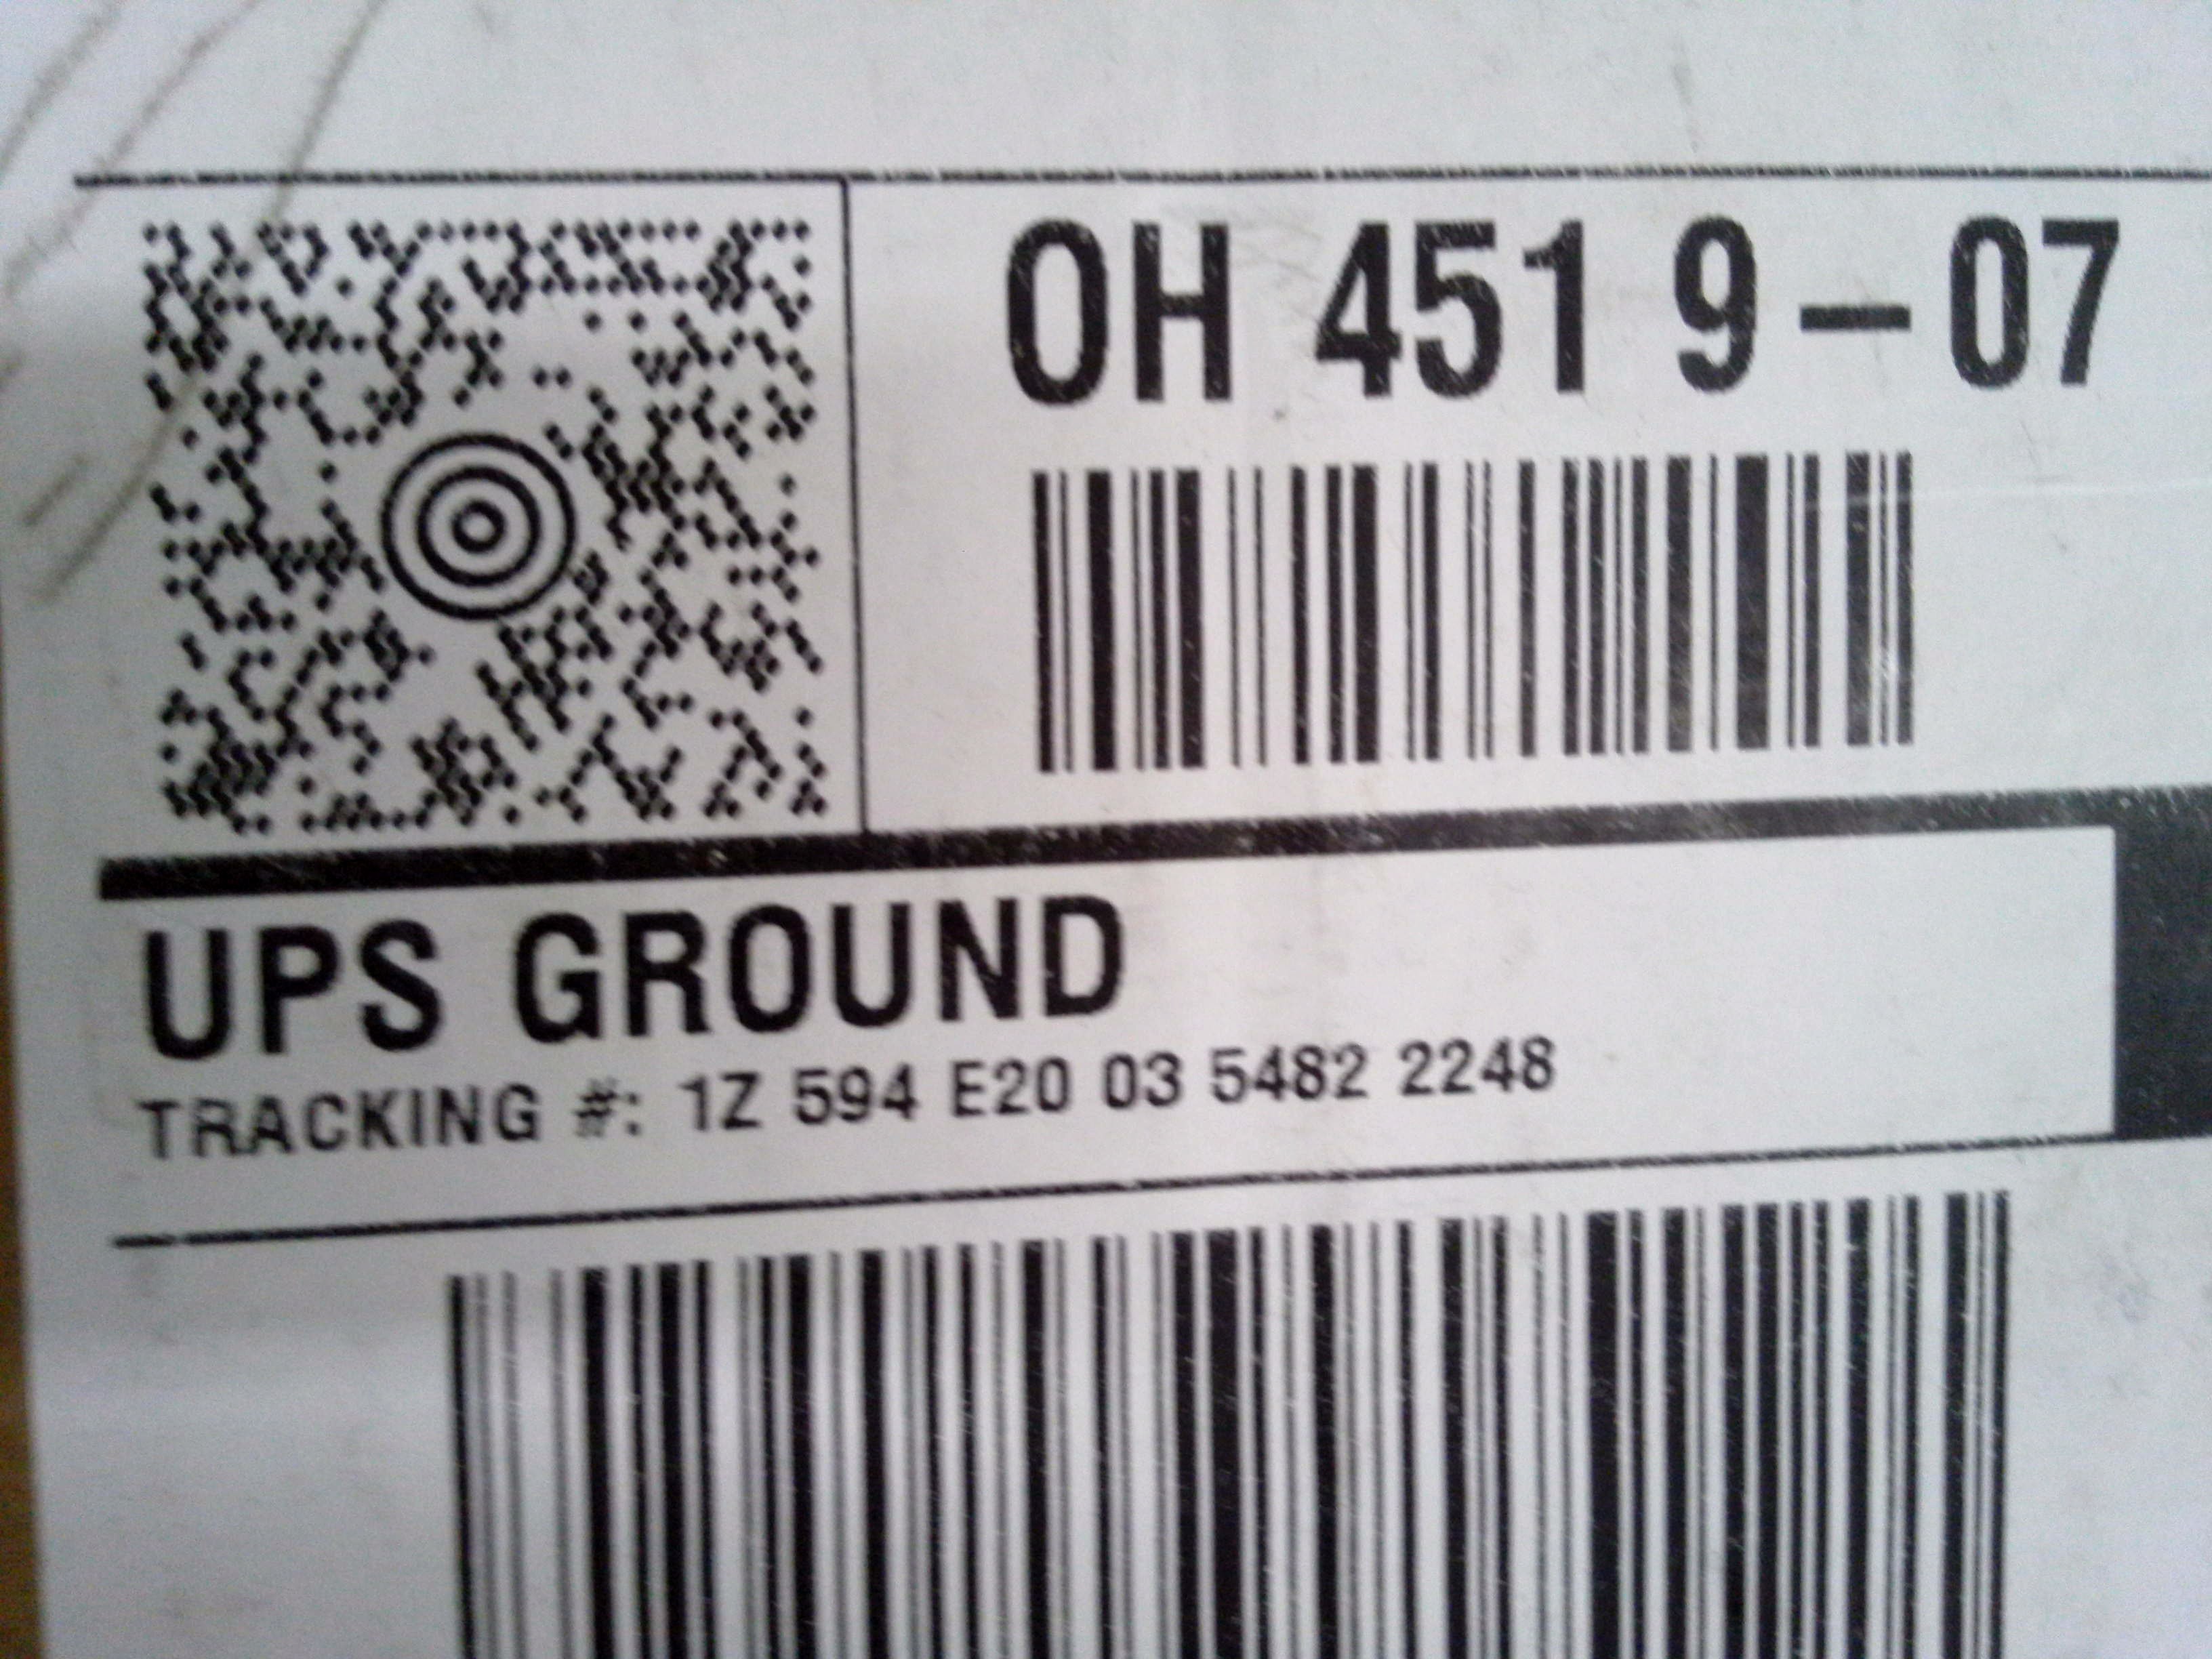 OH 451 9-07
UPS GROUND
TRACKING #: 1Z 594 E20 03 5482 2248